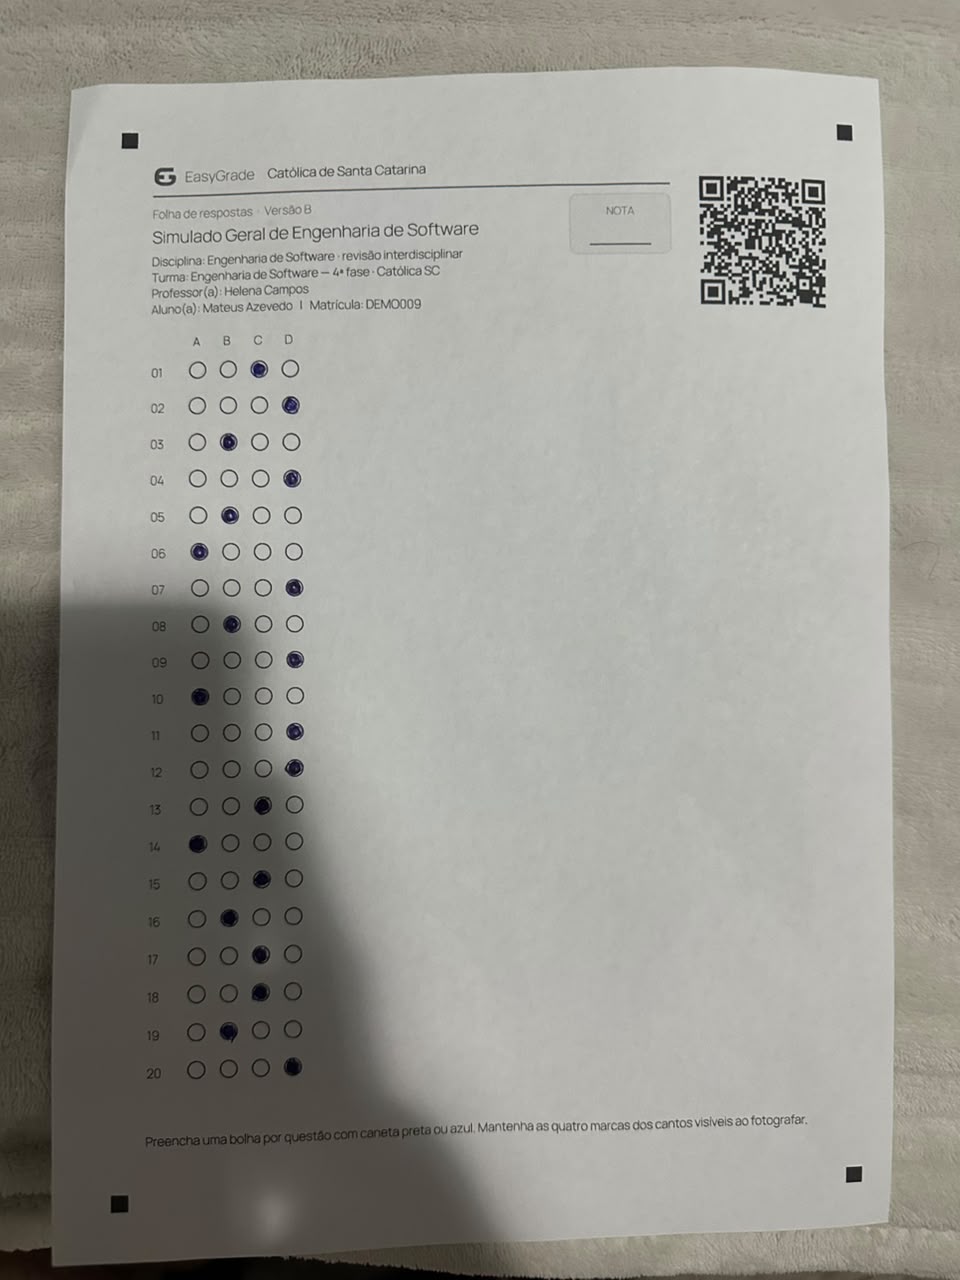 EasyGrade Católica de Santa Catarina
Folha de respostas · Versão B
Simulado Geral de Engenharia de Software
Disciplina: Engenharia de Software · revisão interdisciplinar
Turma: Engenharia de Software — 4ª fase · Católica SC
Professor(a): Helena Campos
Aluno(a): Mateus Azevedo | Matrícula: DEMO009
NOTA
A B C D
01
02
03
04
05
06
07
08
09
10
11
12
13
14
15
16
17
18
19
20
Preencha uma bolha por questão com caneta preta ou azul. Mantenha as quatro marcas dos cantos visíveis ao fotografar.